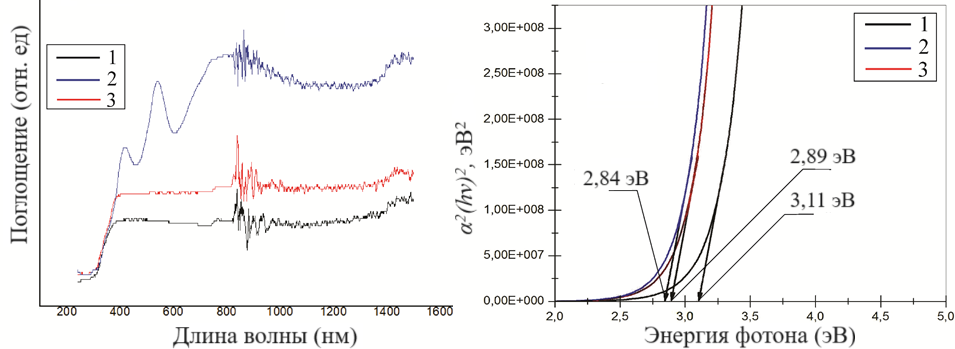 Поглощение (отн. ед)
1
2
3
200 400 600 800 1000 1200 1400 1600
Длина волны (нм)
α²(hν)², эВ²
3,00E+008
2,50E+008
2,00E+008
1,50E+008
1,00E+008
5,00E+007
0,00E+000
1
2
3
2,84 эВ
2,89 эВ
3,11 эВ
2,0 2,5 3,0 3,5 4,0 4,5 5,0
Энергия фотона (эВ)